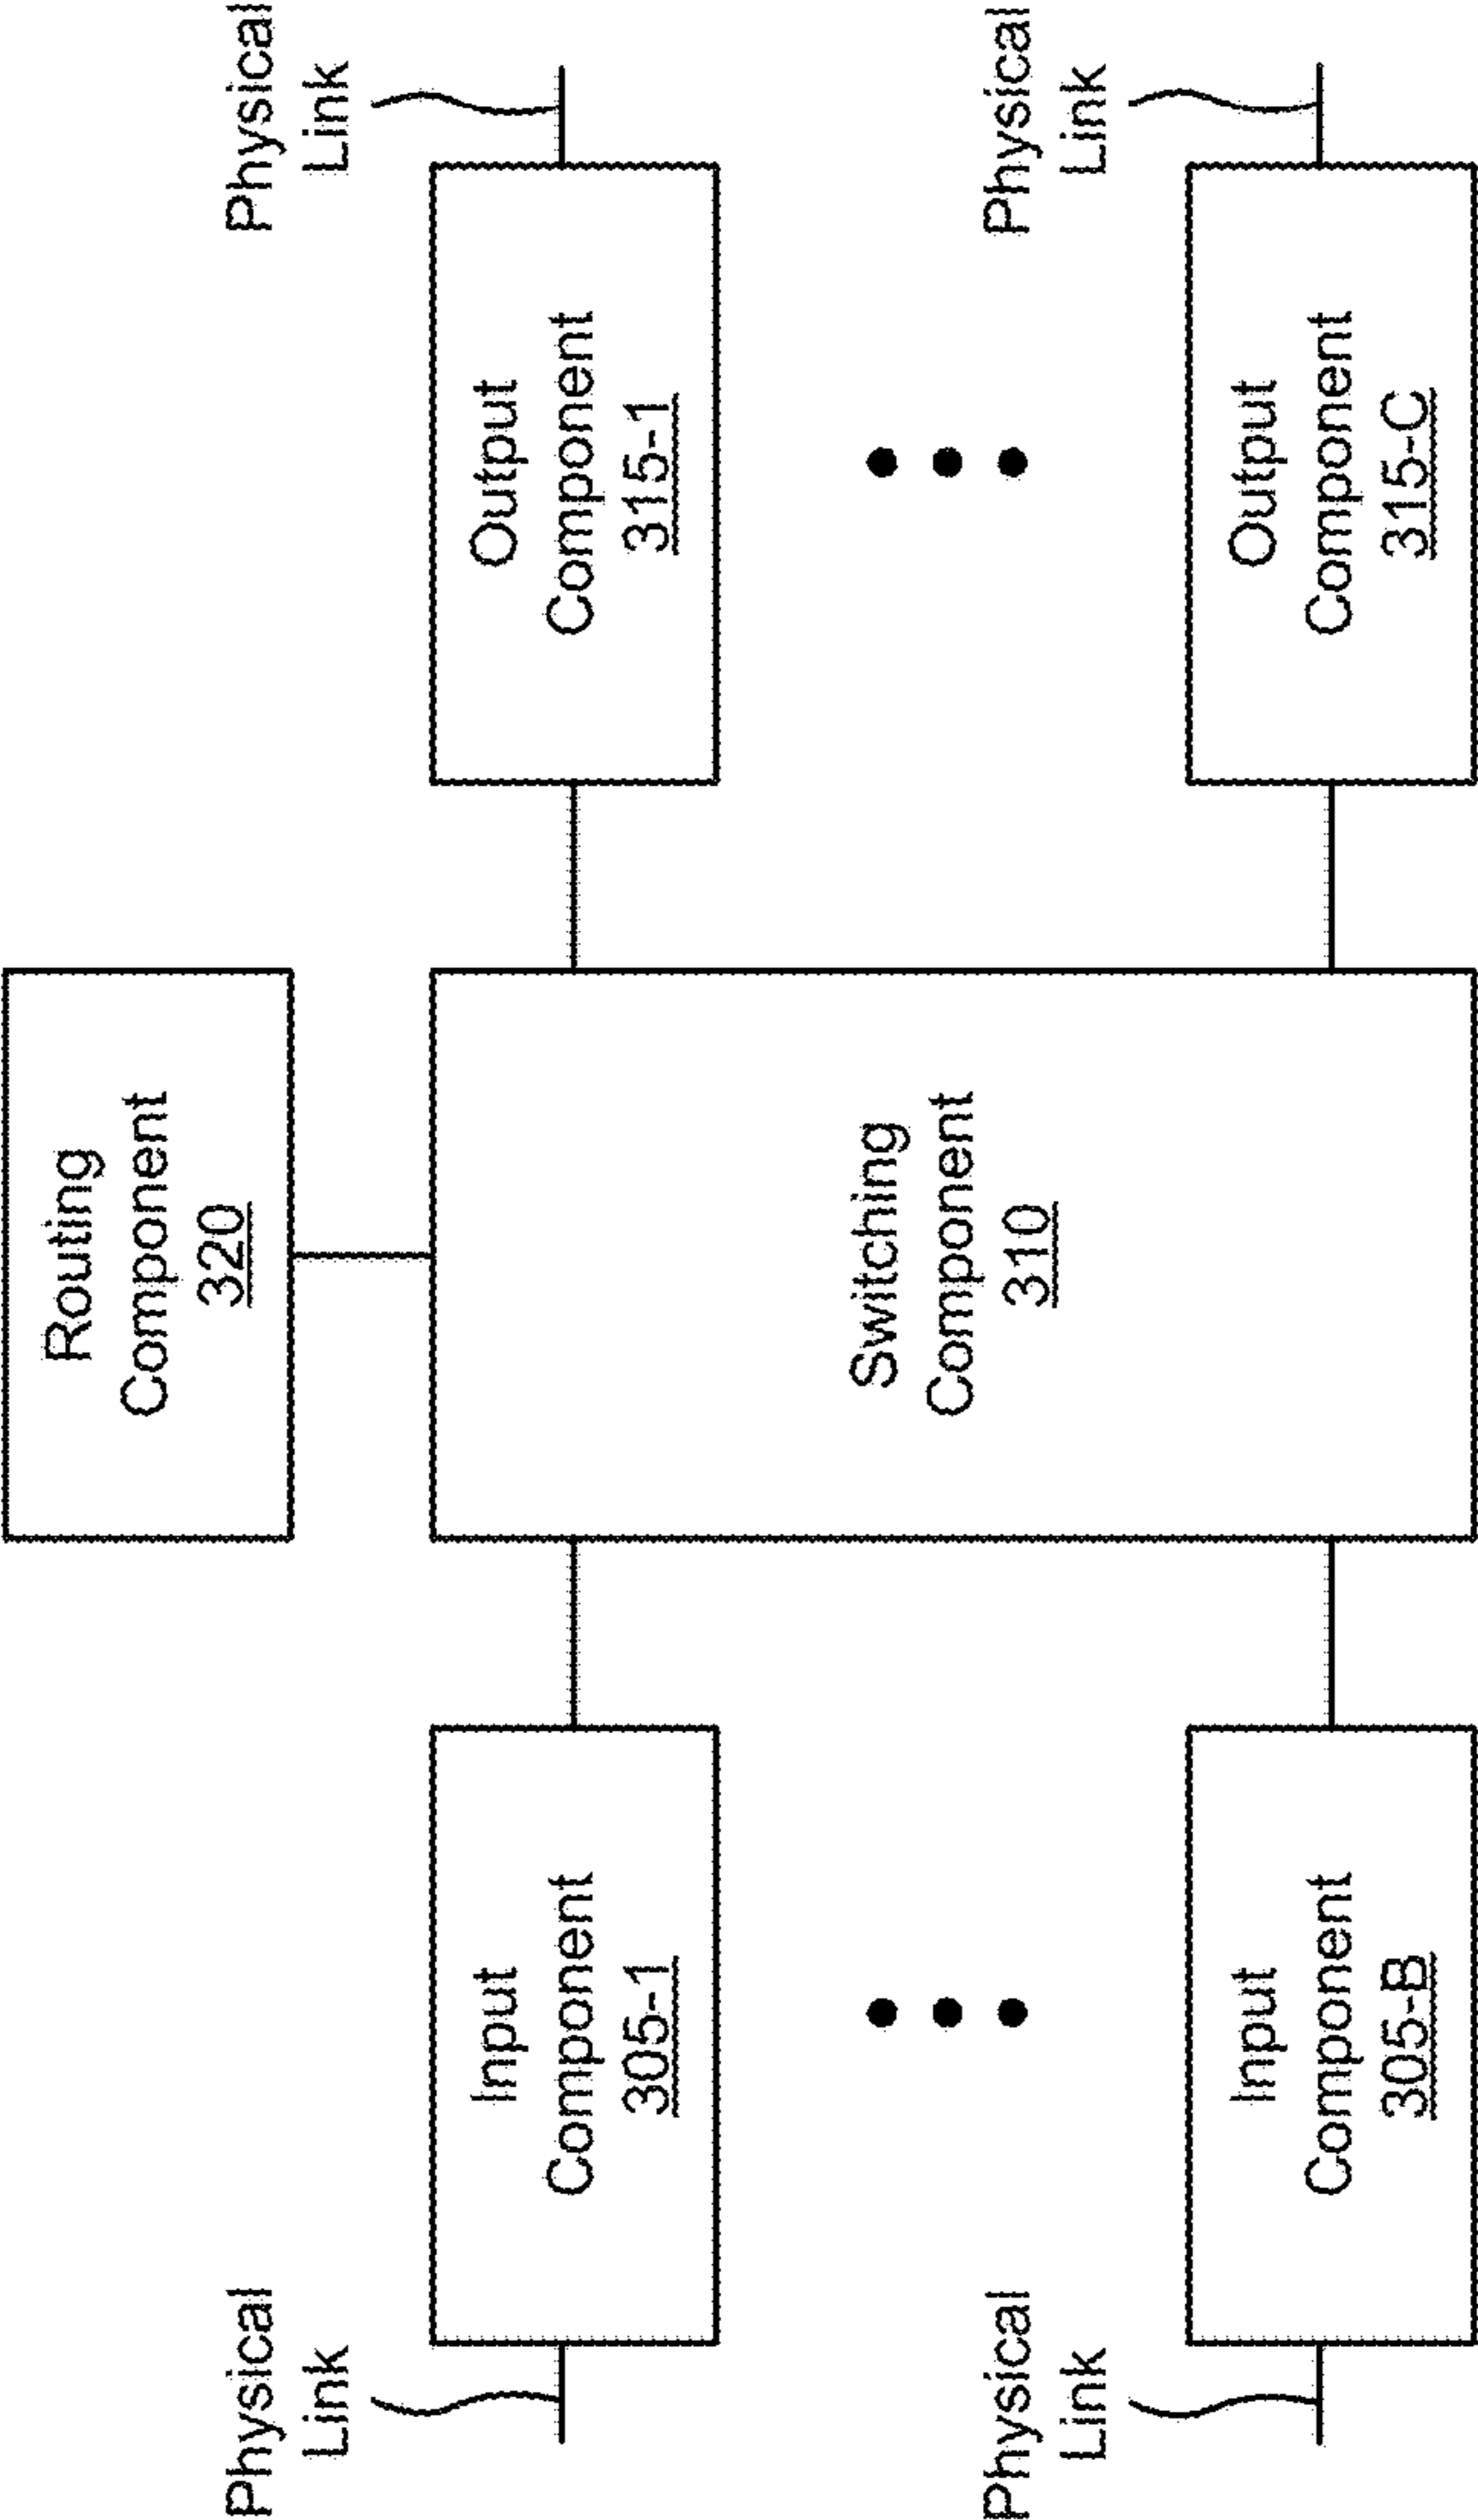 Routing
Component
320
Physical
Link
Physical
Link
Input
Component
305-1
Switching
Component
310
Output
Component
315-1
Physical
Link
Physical
Link
Input
Component
305-B
Output
Component
315-C